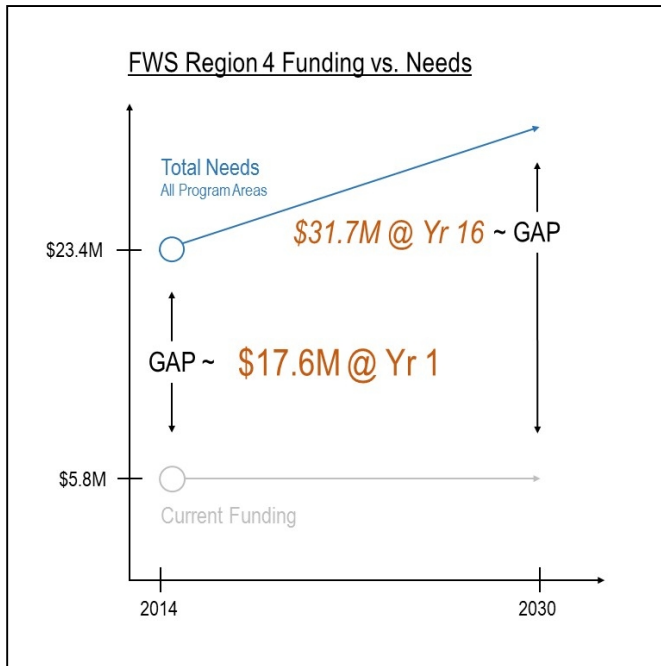 FWS Region 4 Funding vs. Needs
Total Needs
All Program Areas
$31.7M @ Yr 16 ~ GAP
$23.4M
GAP ~ $17.6M @ Yr 1
$5.8M
Current Funding
2014 2030